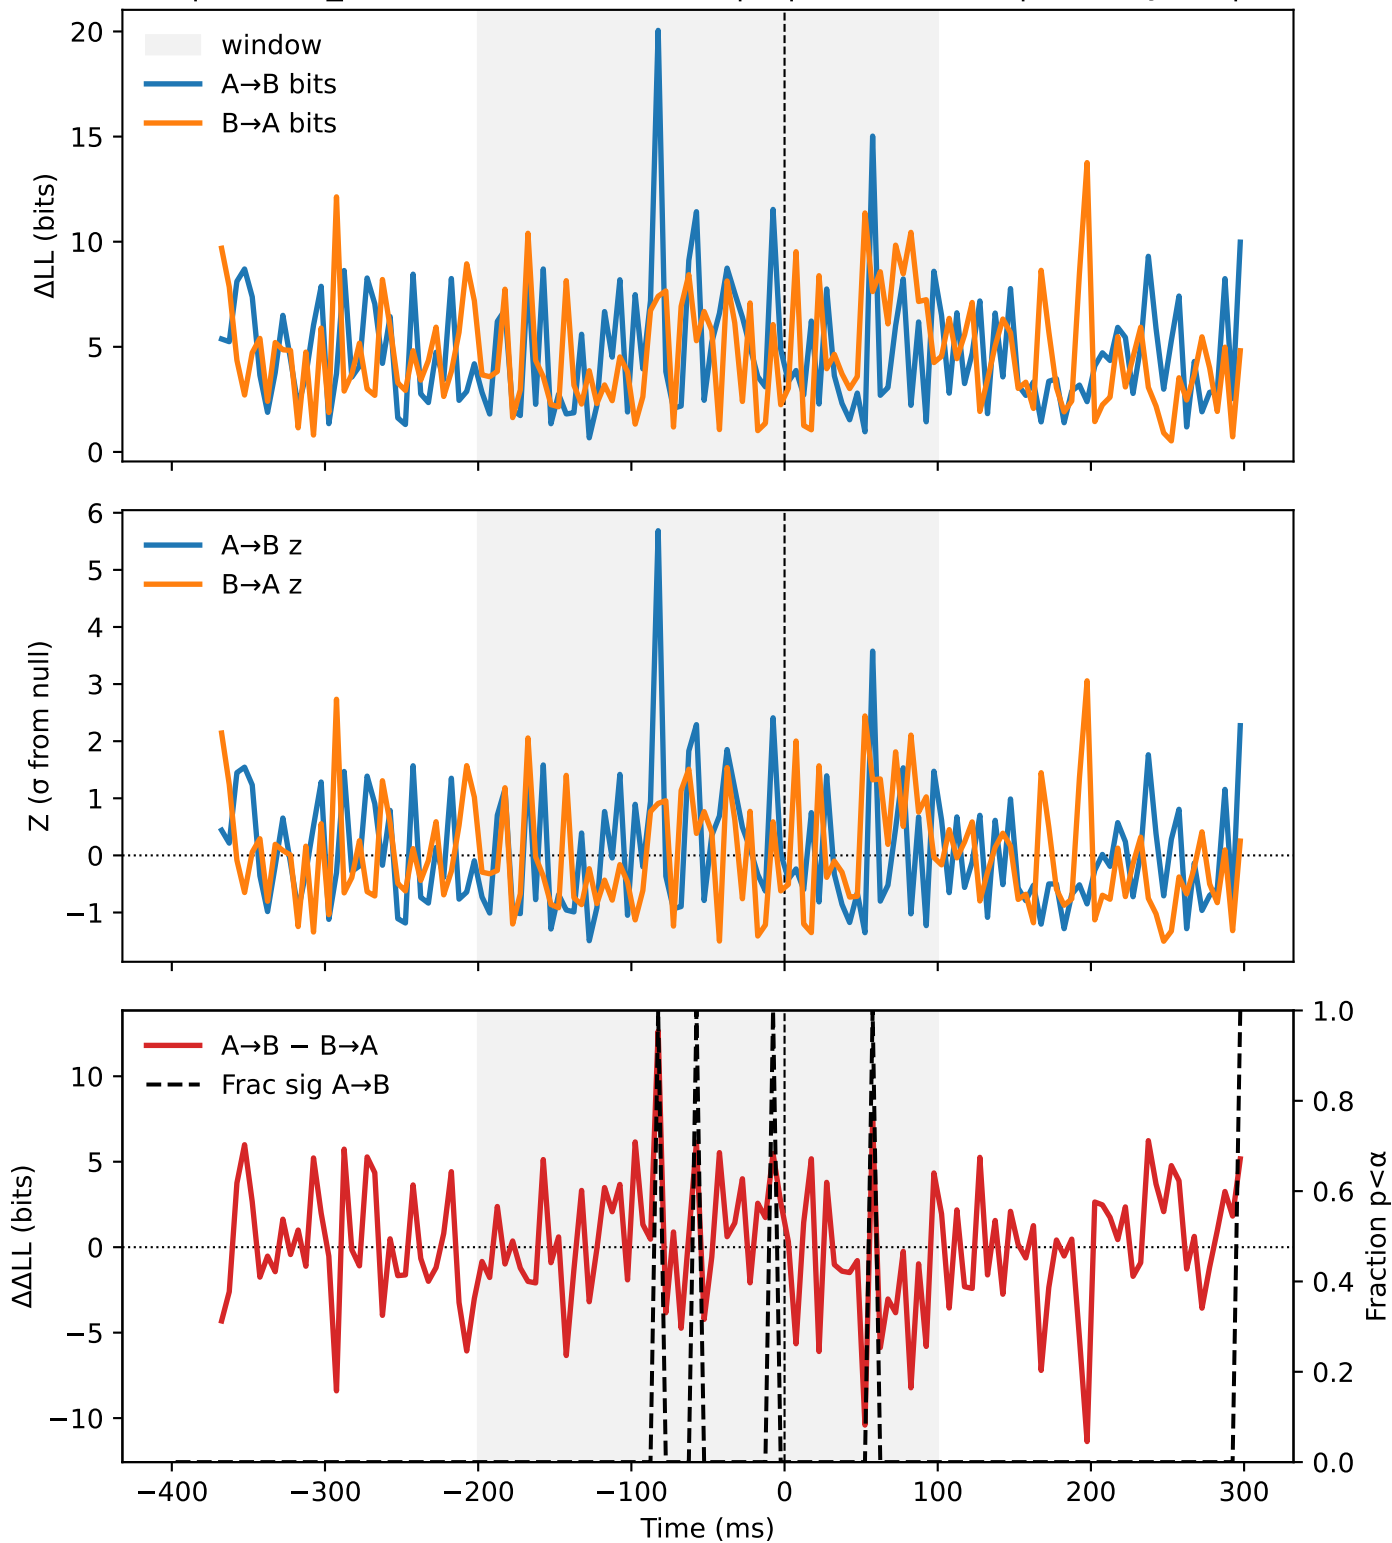 window
A→B bits
B→A bits
20
15
10
5
0
ΔLL (bits)
A→B z
B→A z
6
5
4
3
2
1
0
−1
Z (σ from null)
A→B − B→A
Frac sig A→B
10
5
0
−5
−10
ΔΔLL (bits)
1.0
0.8
0.6
0.4
0.2
0.0
Fraction p<α
−400 −300 −200 −100 0 100 200 300
Time (ms)